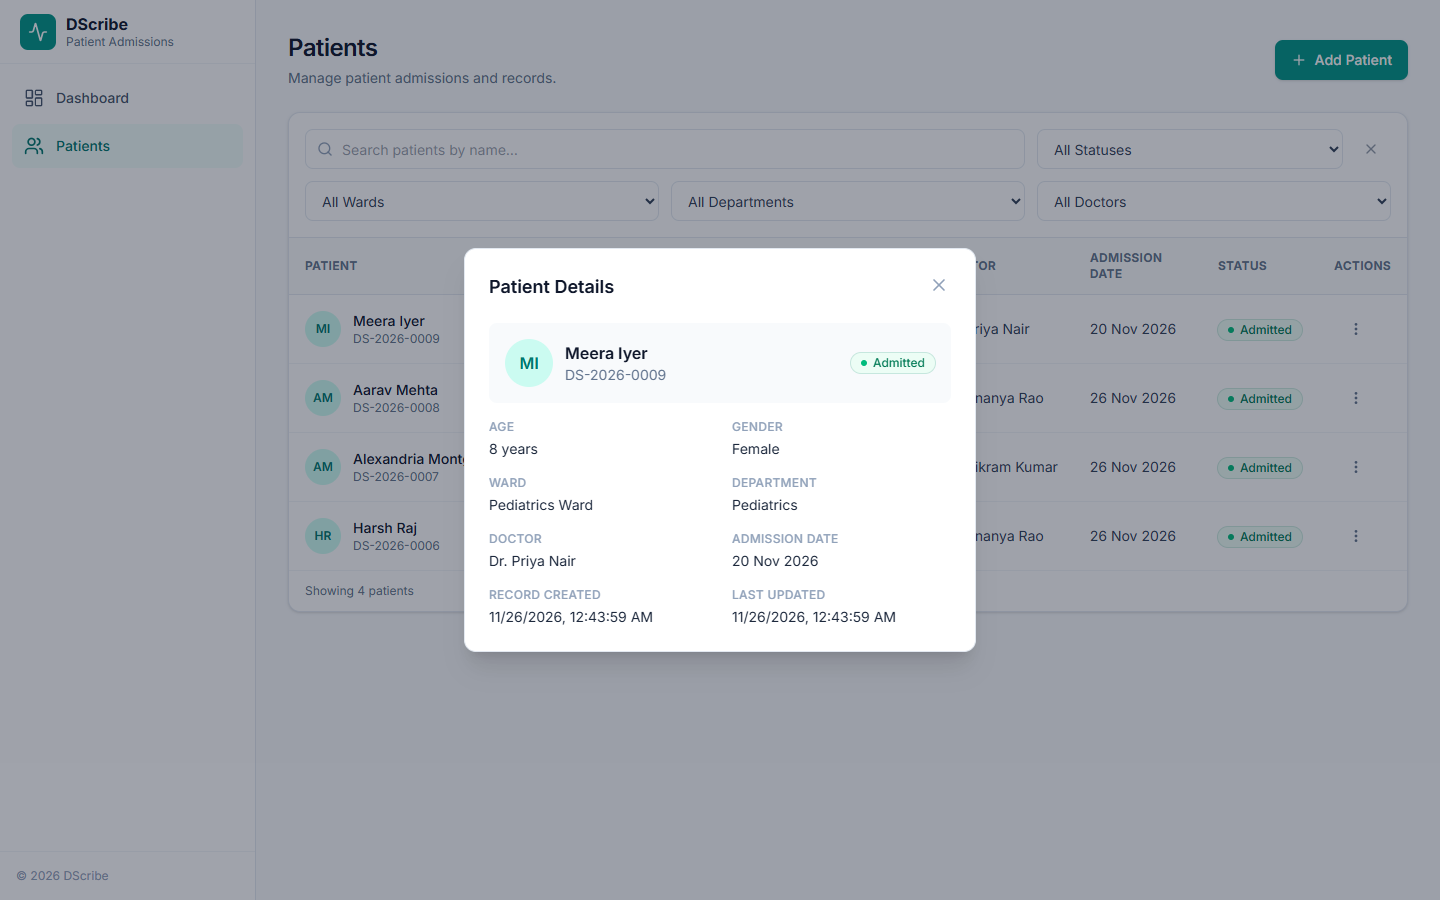 DScribe
Patient Admissions
Dashboard
Patients
© 2026 DScribe
Patients
Manage patient admissions and records.
Add Patient
Search patients by name...
All Statuses
All Wards
All Departments
All Doctors
PATIENT
ADMISSION DATE
STATUS
ACTIONS
MI
Meera Iyer
DS-2026-0009
Nair
20 Nov 2026
Admitted
AM
Aarav Mehta
DS-2026-0008
Rao
26 Nov 2026
Admitted
AM
Alexandria
DS-2026-0007
Kumar
26 Nov 2026
Admitted
HR
Harsh Raj
DS-2026-0006
Rao
26 Nov 2026
Admitted
Showing 4 patients
Patient Details
MI
Meera Iyer
DS-2026-0009
Admitted
AGE
8 years
GENDER
Female
WARD
Pediatrics Ward
DEPARTMENT
Pediatrics
DOCTOR
Dr. Priya Nair
ADMISSION DATE
20 Nov 2026
RECORD CREATED
11/26/2026, 12:43:59 AM
LAST UPDATED
11/26/2026, 12:43:59 AM